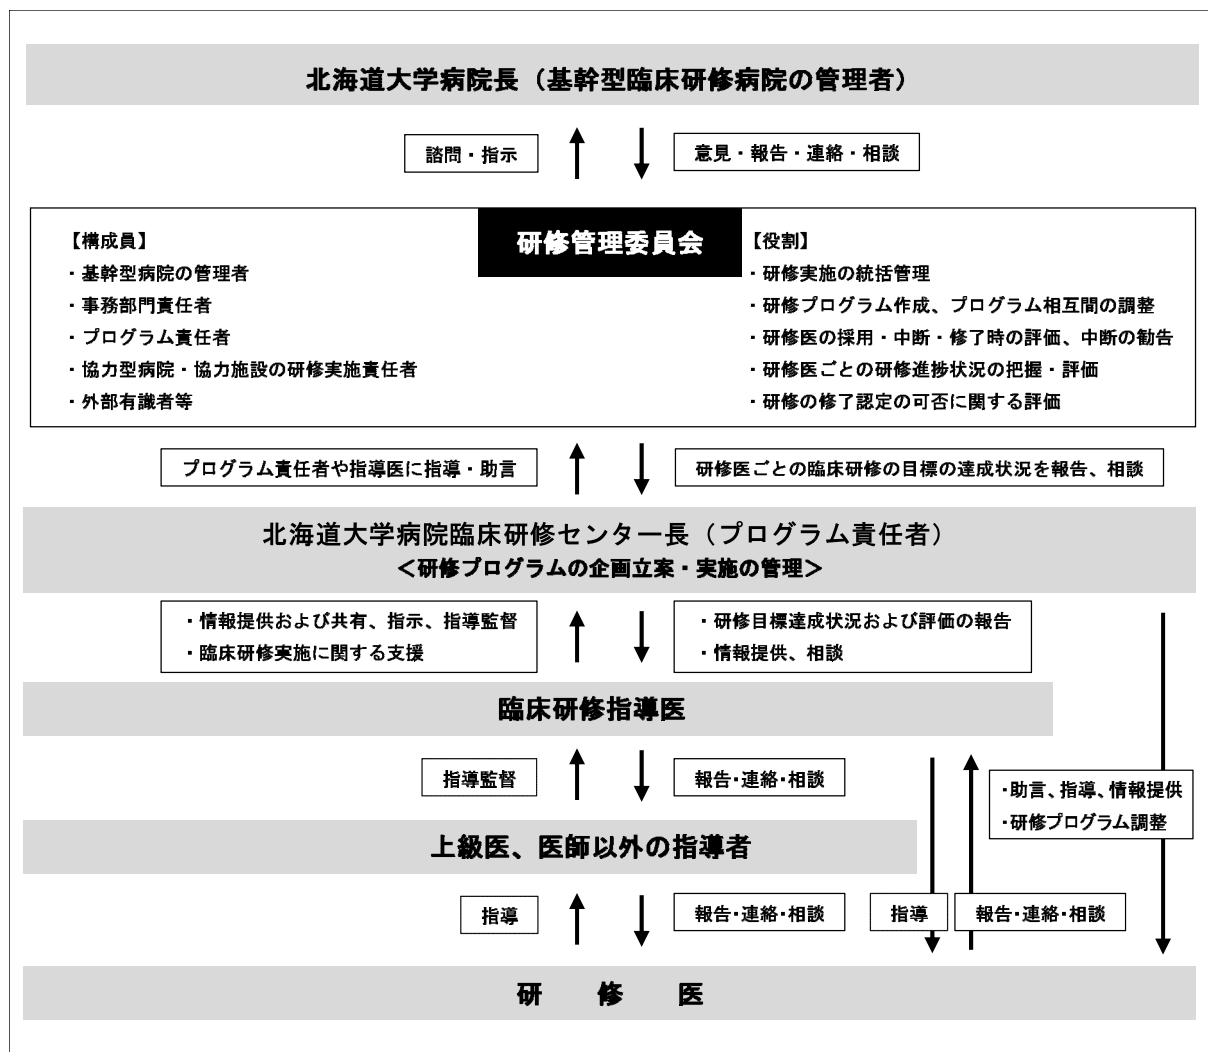 北海道大学病院長（基幹型臨床研修病院の管理者）
諮問・指示
意見・報告・連絡・相談
研修管理委員会
【構成員】
・基幹型病院の管理者
・事務部門責任者
・プログラム責任者
・協力型病院・協力施設の研修実施責任者
・外部有識者等
【役割】
・研修実施の統括管理
・研修プログラム作成、プログラム相互間の調整
・研修医の採用・中断・修了時の評価、中断の勧告
・研修医ごとの研修進捗状況の把握・評価
・研修の修了認定の可否に関する評価
プログラム責任者や指導医に指導・助言
研修医ごとの臨床研修の目標の達成状況を報告、相談
北海道大学病院臨床研修センター長（プログラム責任者）
＜研修プログラムの企画立案・実施の管理＞
・情報提供および共有、指示、指導監督
・臨床研修実施に関する支援
・研修目標達成状況および評価の報告
・情報提供、相談
臨床研修指導医
指導監督
報告・連絡・相談
・助言、指導、情報提供
・研修プログラム調整
上級医、医師以外の指導者
指導
報告・連絡・相談
指導
報告・連絡・相談
研　修　医